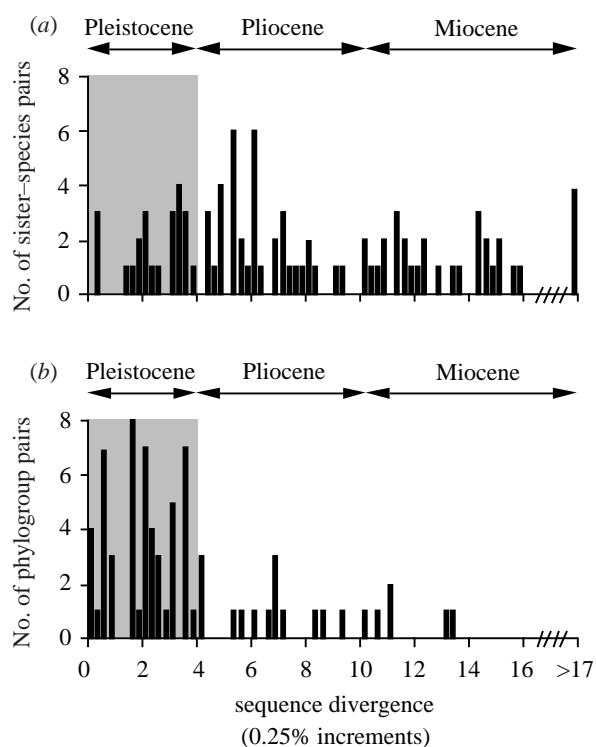 (a)
Pleistocene Pliocene Miocene
No. of sister–species pairs
8
6
4
2
0
(b)
Pleistocene Pliocene Miocene
No. of phylogroup pairs
8
6
4
2
0
0 2 4 6 8 10 12 14 16 >17
sequence divergence
(0.25% increments)